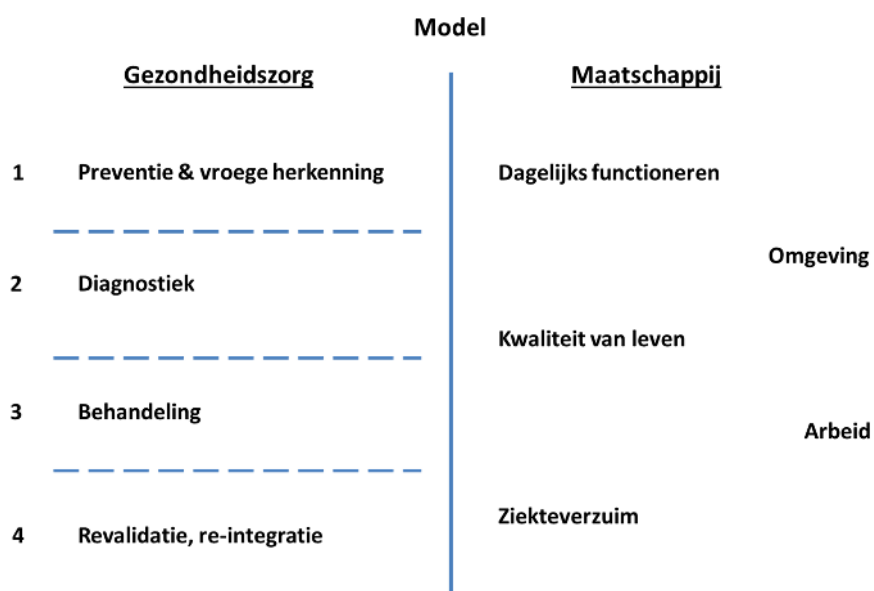 Model
Gezondheidszorg
1 Preventie & vroege herkenning
2 Diagnostiek
3 Behandeling
4 Revalidatie, re-integratie
Maatschappij
Dagelijks functioneren
Omgeving
Kwaliteit van leven
Arbeid
Ziekteverzuim